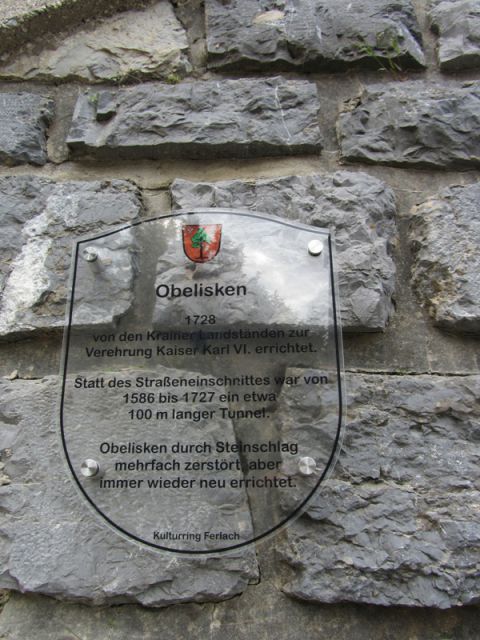 Obelisken
1728
von den Krainer Landständen zur
Verehrung Kaiser Karl VI. errichtet.
Statt des Straßeneinschnittes war von
1586 bis 1727 ein etwa
100 m langer Tunnel.
Obelisken durch Steinschlag
mehrfach zerstört, aber
immer wieder neu errichtet.
Kulturring Ferlach